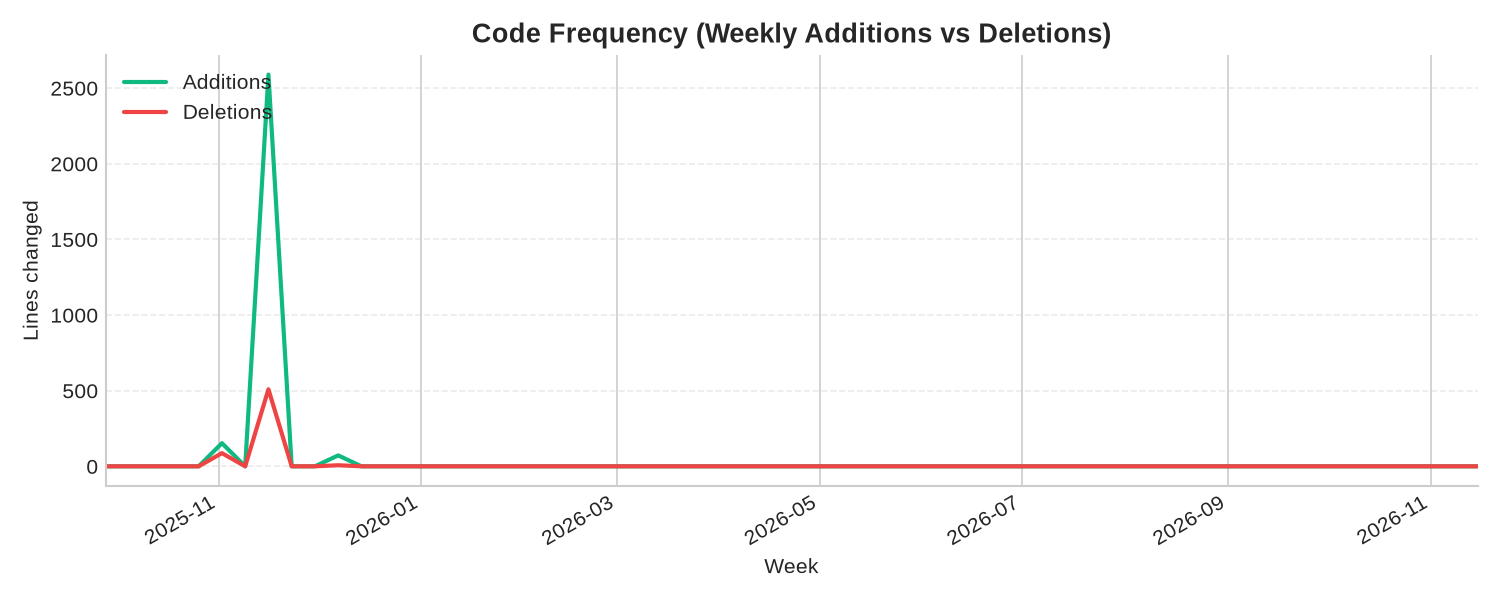 Code Frequency (Weekly Additions vs Deletions)
Additions
Deletions
Lines changed
2500
2000
1500
1000
500
0
2025-11
2026-01
2026-03
2026-05
2026-07
2026-09
2026-11
Week